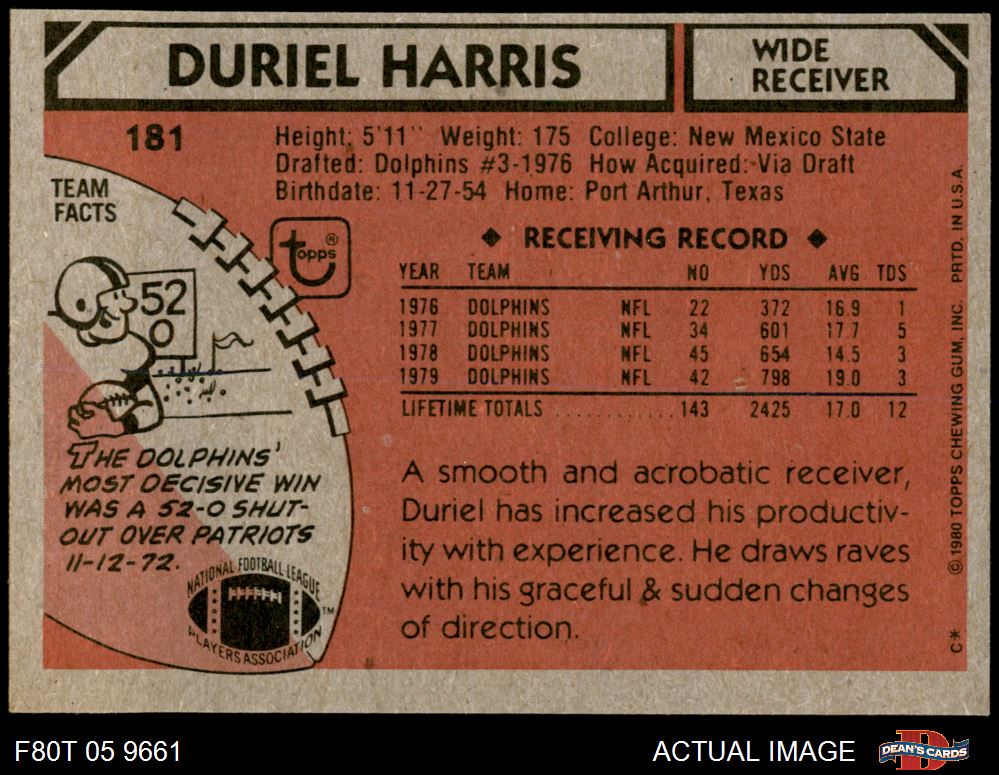 DURIEL HARRIS
WIDE
RECEIVER
181
Height: 5'11" Weight: 175 College: New Mexico State
Drafted: Dolphins #3-1976 How Acquired: Via Draft
Birthdate: 11-27-54 Home: Port Arthur, Texas
TEAM
FACTS
52
0
topps®
◆ RECEIVING RECORD ◆
YEAR TEAM NO YDS AVG TDS
1976 DOLPHINS NFL 22 372 16.9 1
1977 DOLPHINS NFL 34 601 17.7 5
1978 DOLPHINS NFL 45 654 14.5 3
1979 DOLPHINS NFL 42 798 19.0 3
LIFETIME TOTALS ............ 143 2425 17.0 12
THE DOLPHINS'
MOST DECISIVE WIN
WAS A 52-0 SHUT-
OUT OVER PATRIOTS
11-12-72.
NATIONAL FOOTBALL LEAGUE
PLAYERS ASSOCIATION
TM
A smooth and acrobatic receiver,
Duriel has increased his productiv-
ity with experience. He draws raves
with his graceful & sudden changes
of direction.
C* © 1980 TOPPS CHEWING GUM, INC. PRTD. IN U.S.A.
F80T 05 9661
ACTUAL IMAGE
D
DEAN'S CARDS